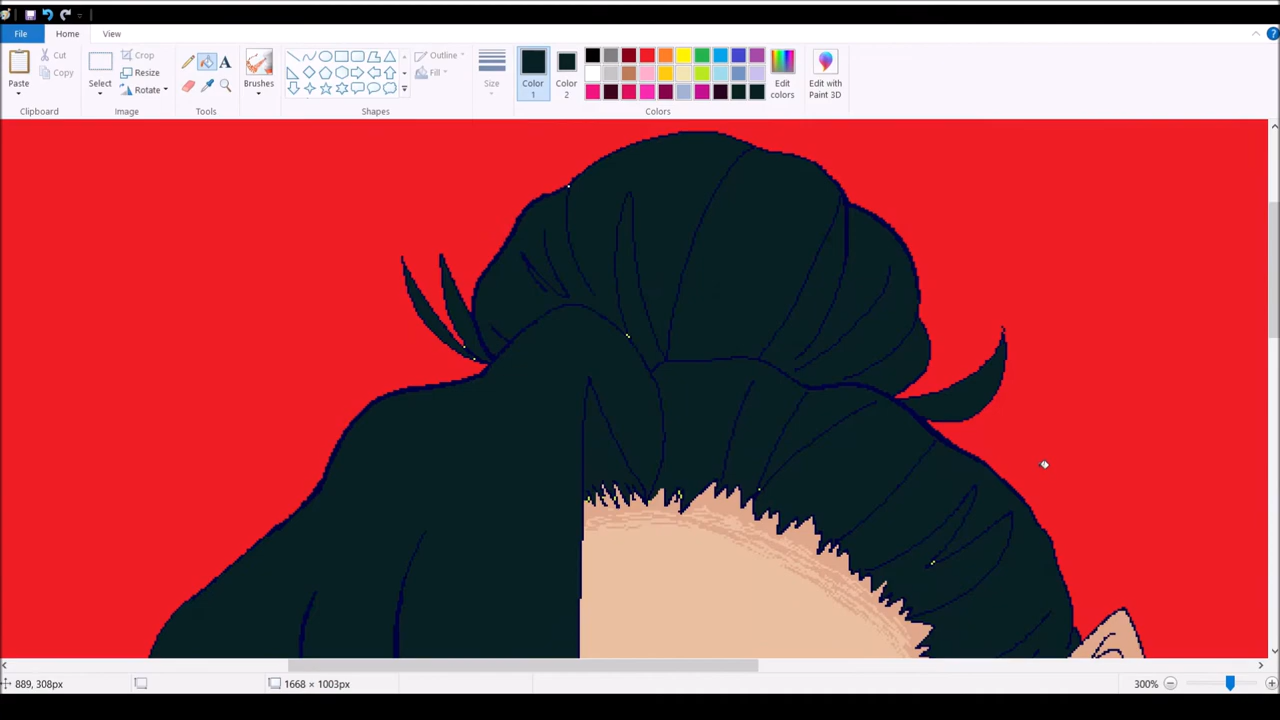 File Home View
Paste Cut Copy
Clipboard
Select Crop Resize Rotate
Image
A
Tools
Brushes
Outline Fill
Shapes
Size
Color 1
Color 2
Edit colors
Colors
Edit with Paint 3D
889, 308px
1668 × 1003px
300%